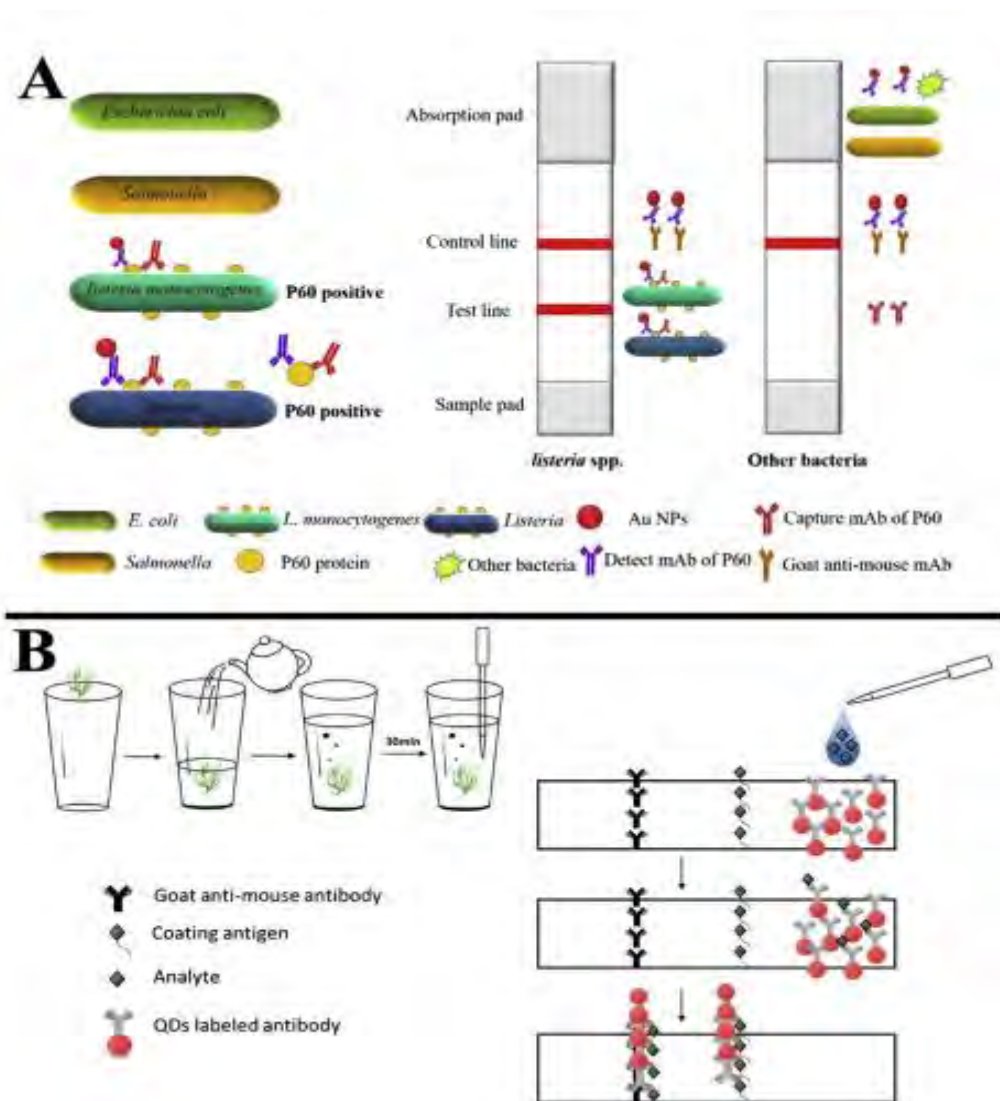 A
Escherichia coli
Salmonella
P60 positive
P60 positive
Absorption pad
Control line
Test line
Sample pad
listeria spp.
Other bacteria
E. coli
L. monocytogenes
Listeria
Au NPs
Capture mAb of P60
Salmonella
P60 protein
Other bacteria
Detect mAb of P60
Goat anti-mouse mAb
B
30min
Goat anti-mouse antibody
Coating antigen
Analyte
QDs labeled antibody